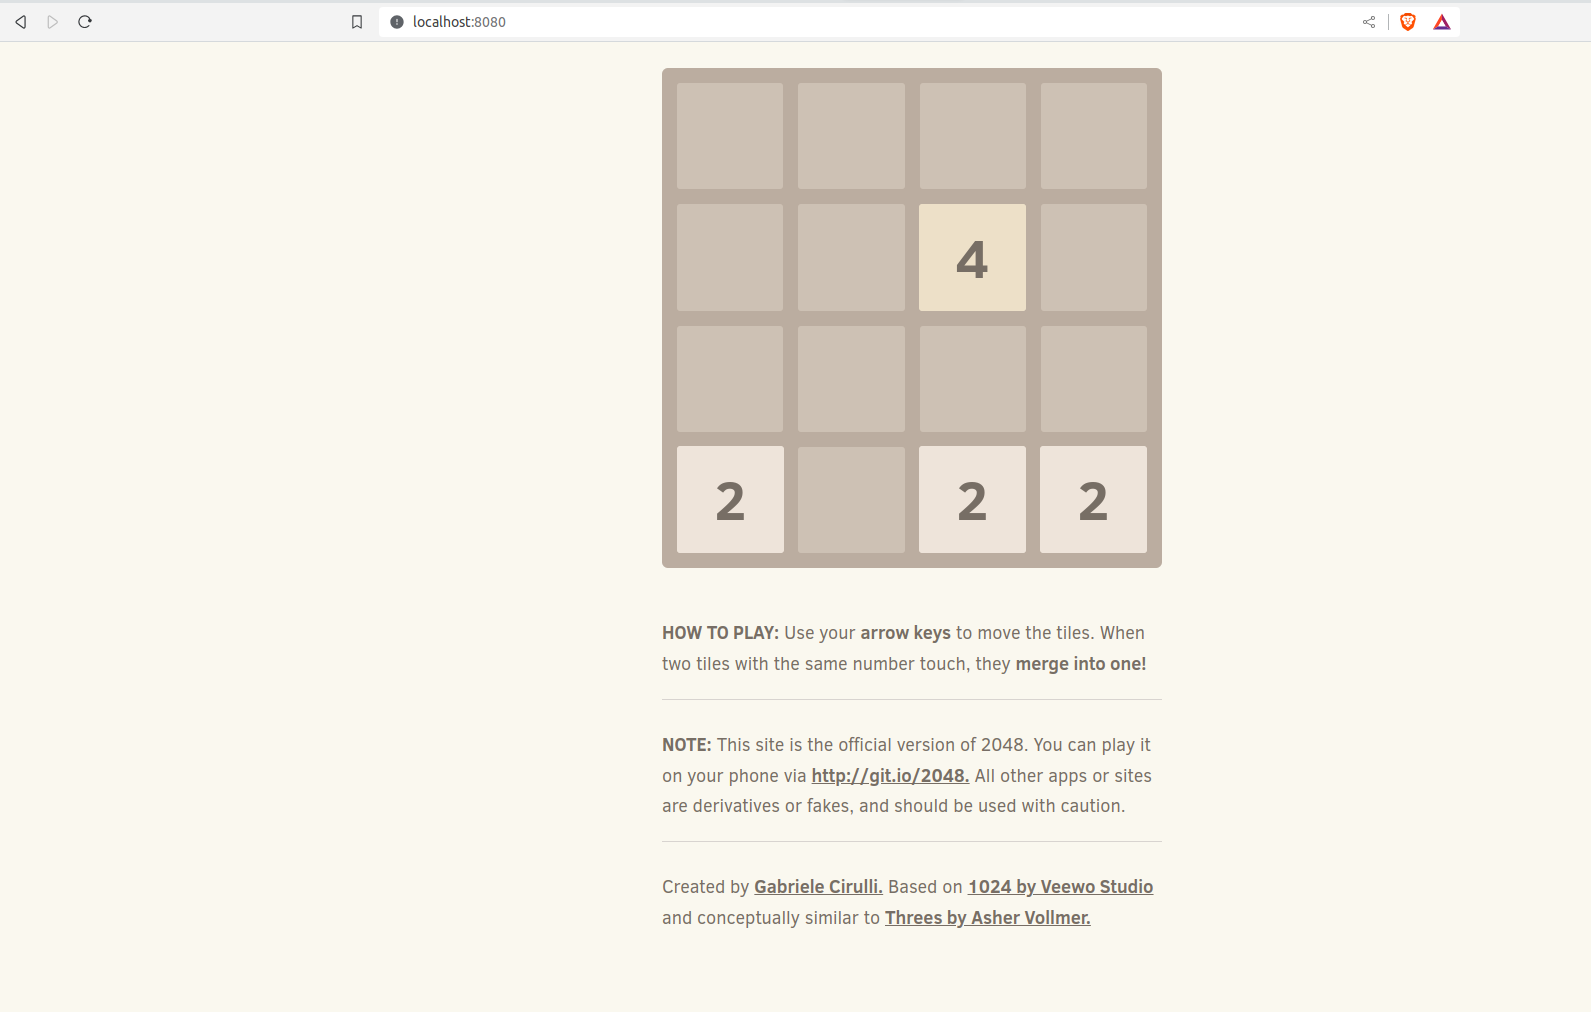 localhost:8080
4
2 2 2
HOW TO PLAY: Use your arrow keys to move the tiles. When
two tiles with the same number touch, they merge into one!
NOTE: This site is the official version of 2048. You can play it
on your phone via http://git.io/2048. All other apps or sites
are derivatives or fakes, and should be used with caution.
Created by Gabriele Cirulli. Based on 1024 by Veewo Studio
and conceptually similar to Threes by Asher Vollmer.